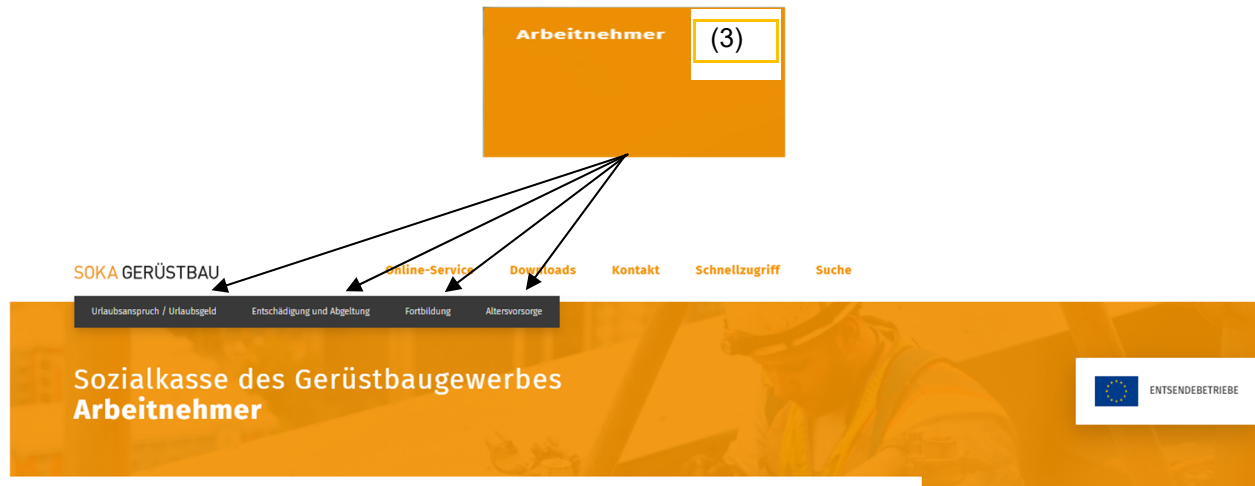 Arbeitnehmer (3)
SOKA GERÜSTBAU Online-Service Downloads Kontakt Schnellzugriff Suche
Urlaubsanspruch / Urlaubsgeld Entschädigung und Abgeltung Fortbildung Altersvorsorge
Sozialkasse des Gerüstbaugewerbes
Arbeitnehmer
ENTSENDEBETRIEBE